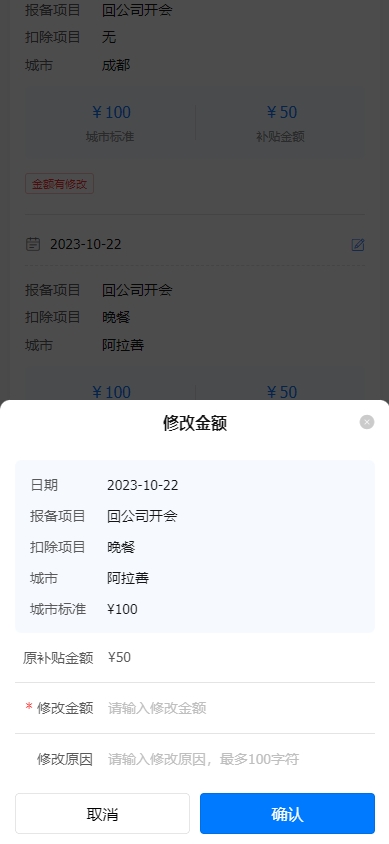 报备项目 回公司开会
扣除项目 无
城市 成都
¥100 ¥50
城市标准 补贴金额
金额有修改
2023-10-22
报备项目 回公司开会
扣除项目 晚餐
城市 阿拉善
¥100 ¥50
修改金额
日期 2023-10-22
报备项目 回公司开会
扣除项目 晚餐
城市 阿拉善
城市标准 ¥100
原补贴金额 ¥50
* 修改金额 请输入修改金额
修改原因 请输入修改原因，最多100字符
取消 确认